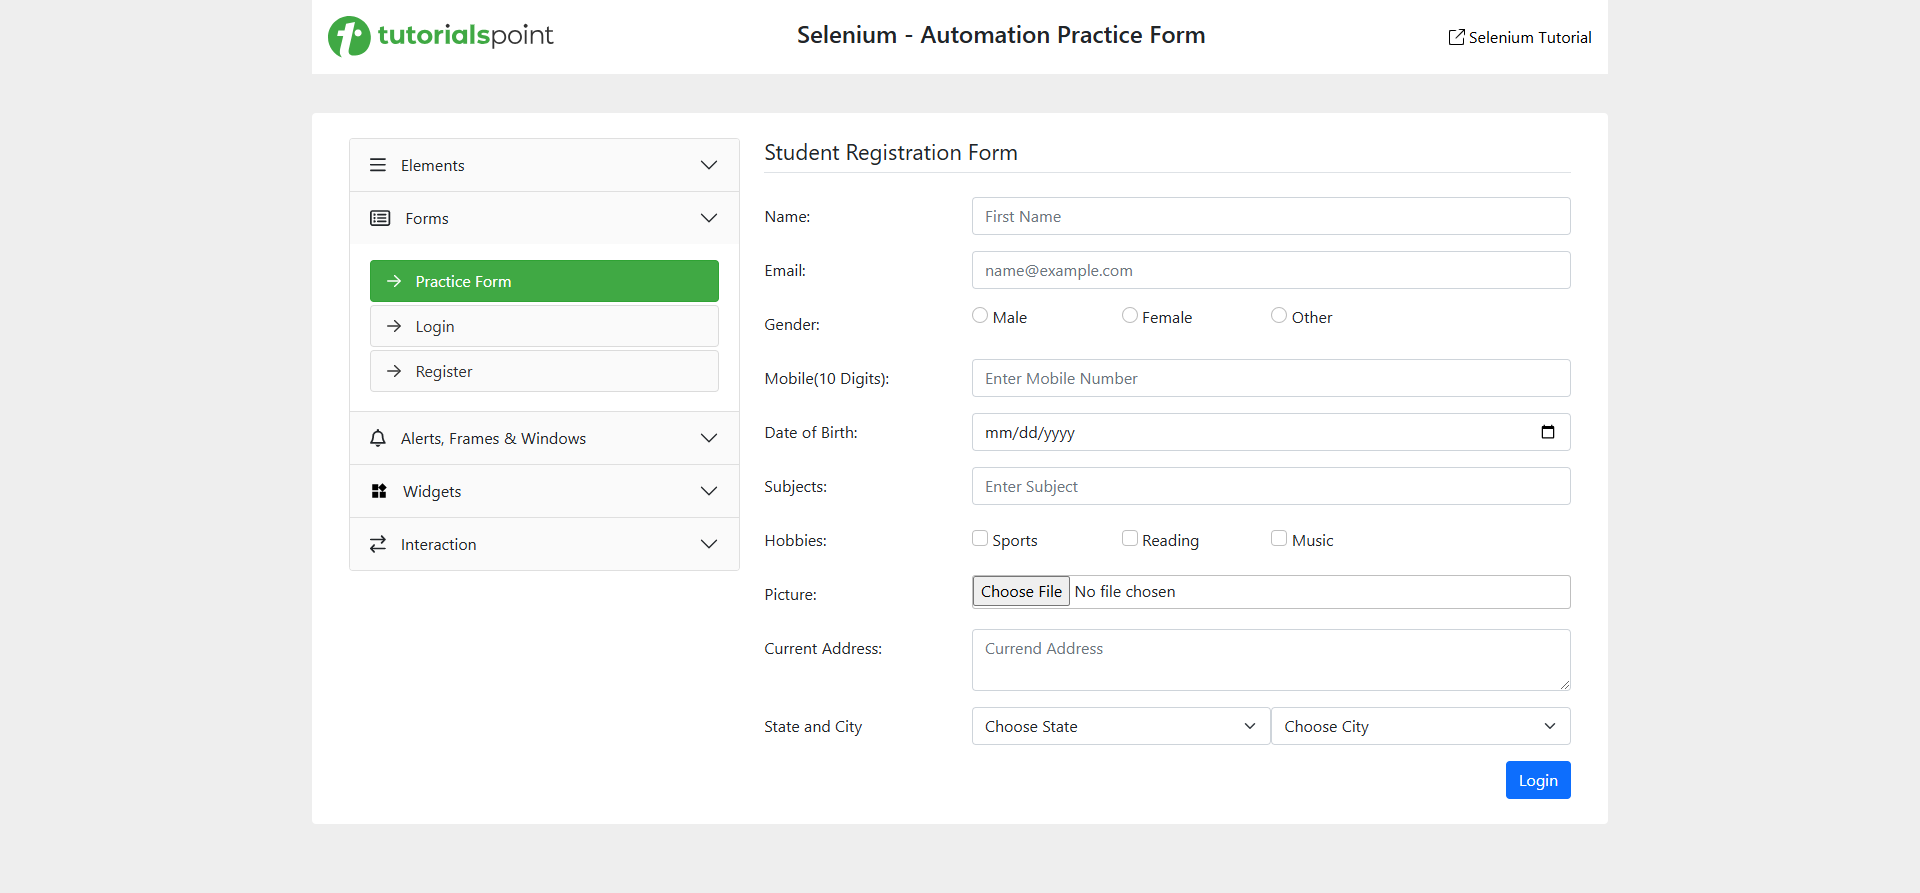 tutorialspoint
Selenium - Automation Practice Form
Selenium Tutorial
Elements
Forms
Practice Form
Login
Register
Alerts, Frames & Windows
Widgets
Interaction
Student Registration Form
Name:
First Name
Email:
name@example.com
Gender:
Male Female Other
Mobile(10 Digits):
Enter Mobile Number
Date of Birth:
mm/dd/yyyy
Subjects:
Enter Subject
Hobbies:
Sports Reading Music
Picture:
Choose File No file chosen
Current Address:
Currend Address
State and City
Choose State Choose City
Login